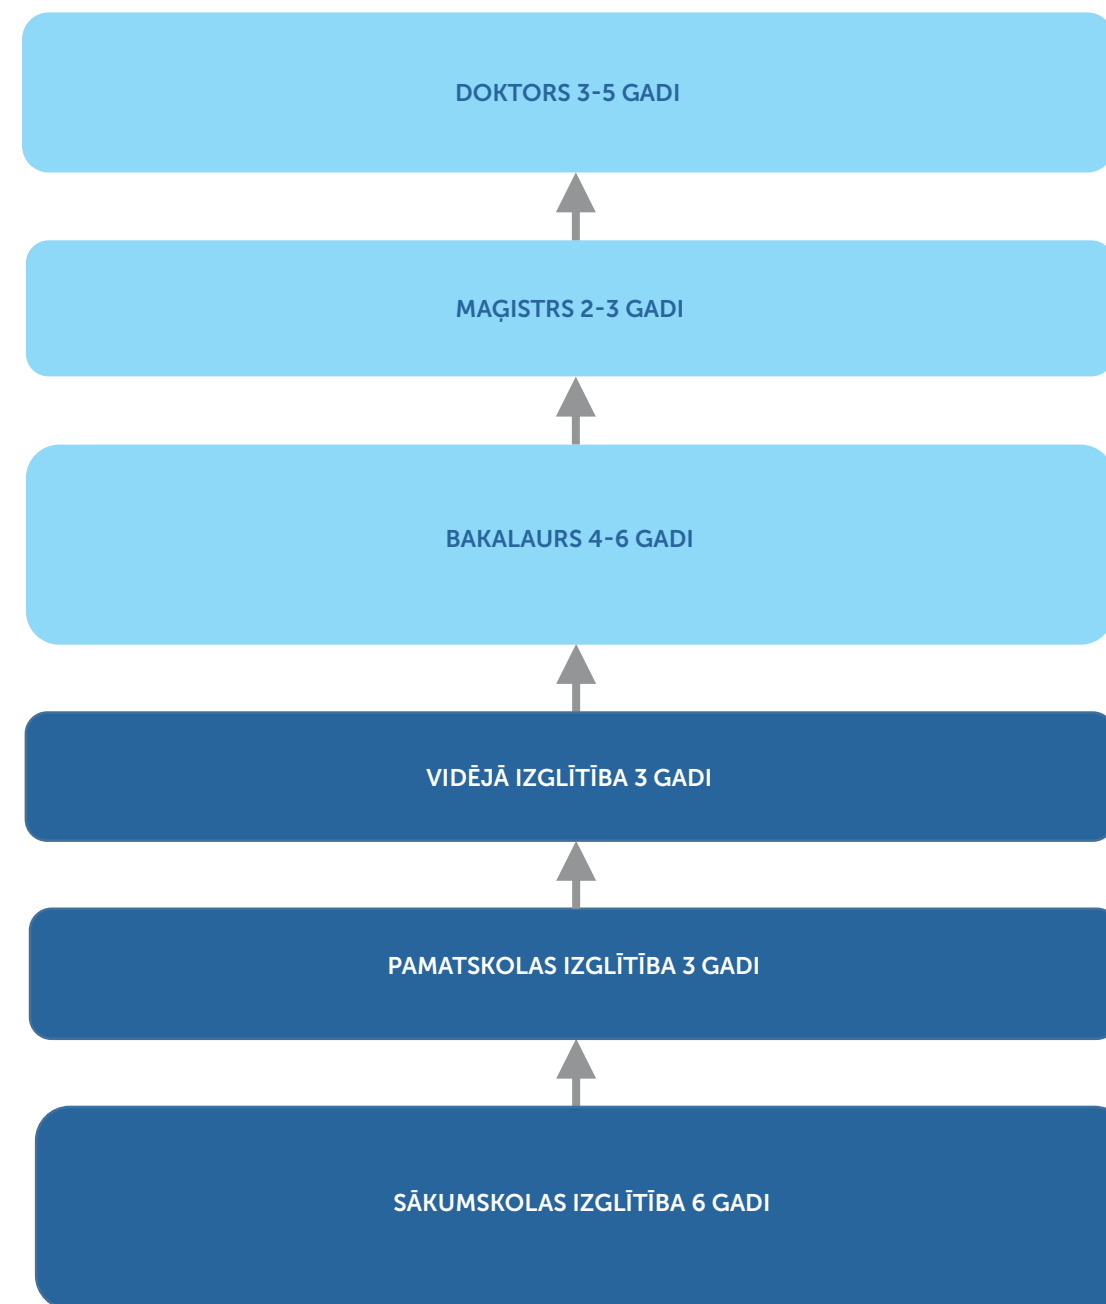 DOKTORS 3-5 GADI
MAĢISTRS 2-3 GADI
BAKALAURS 4-6 GADI
VIDĒJĀ IZGLĪTĪBA 3 GADI
PAMATSKOLAS IZGLĪTĪBA 3 GADI
SĀKUMSKOLAS IZGLĪTĪBA 6 GADI